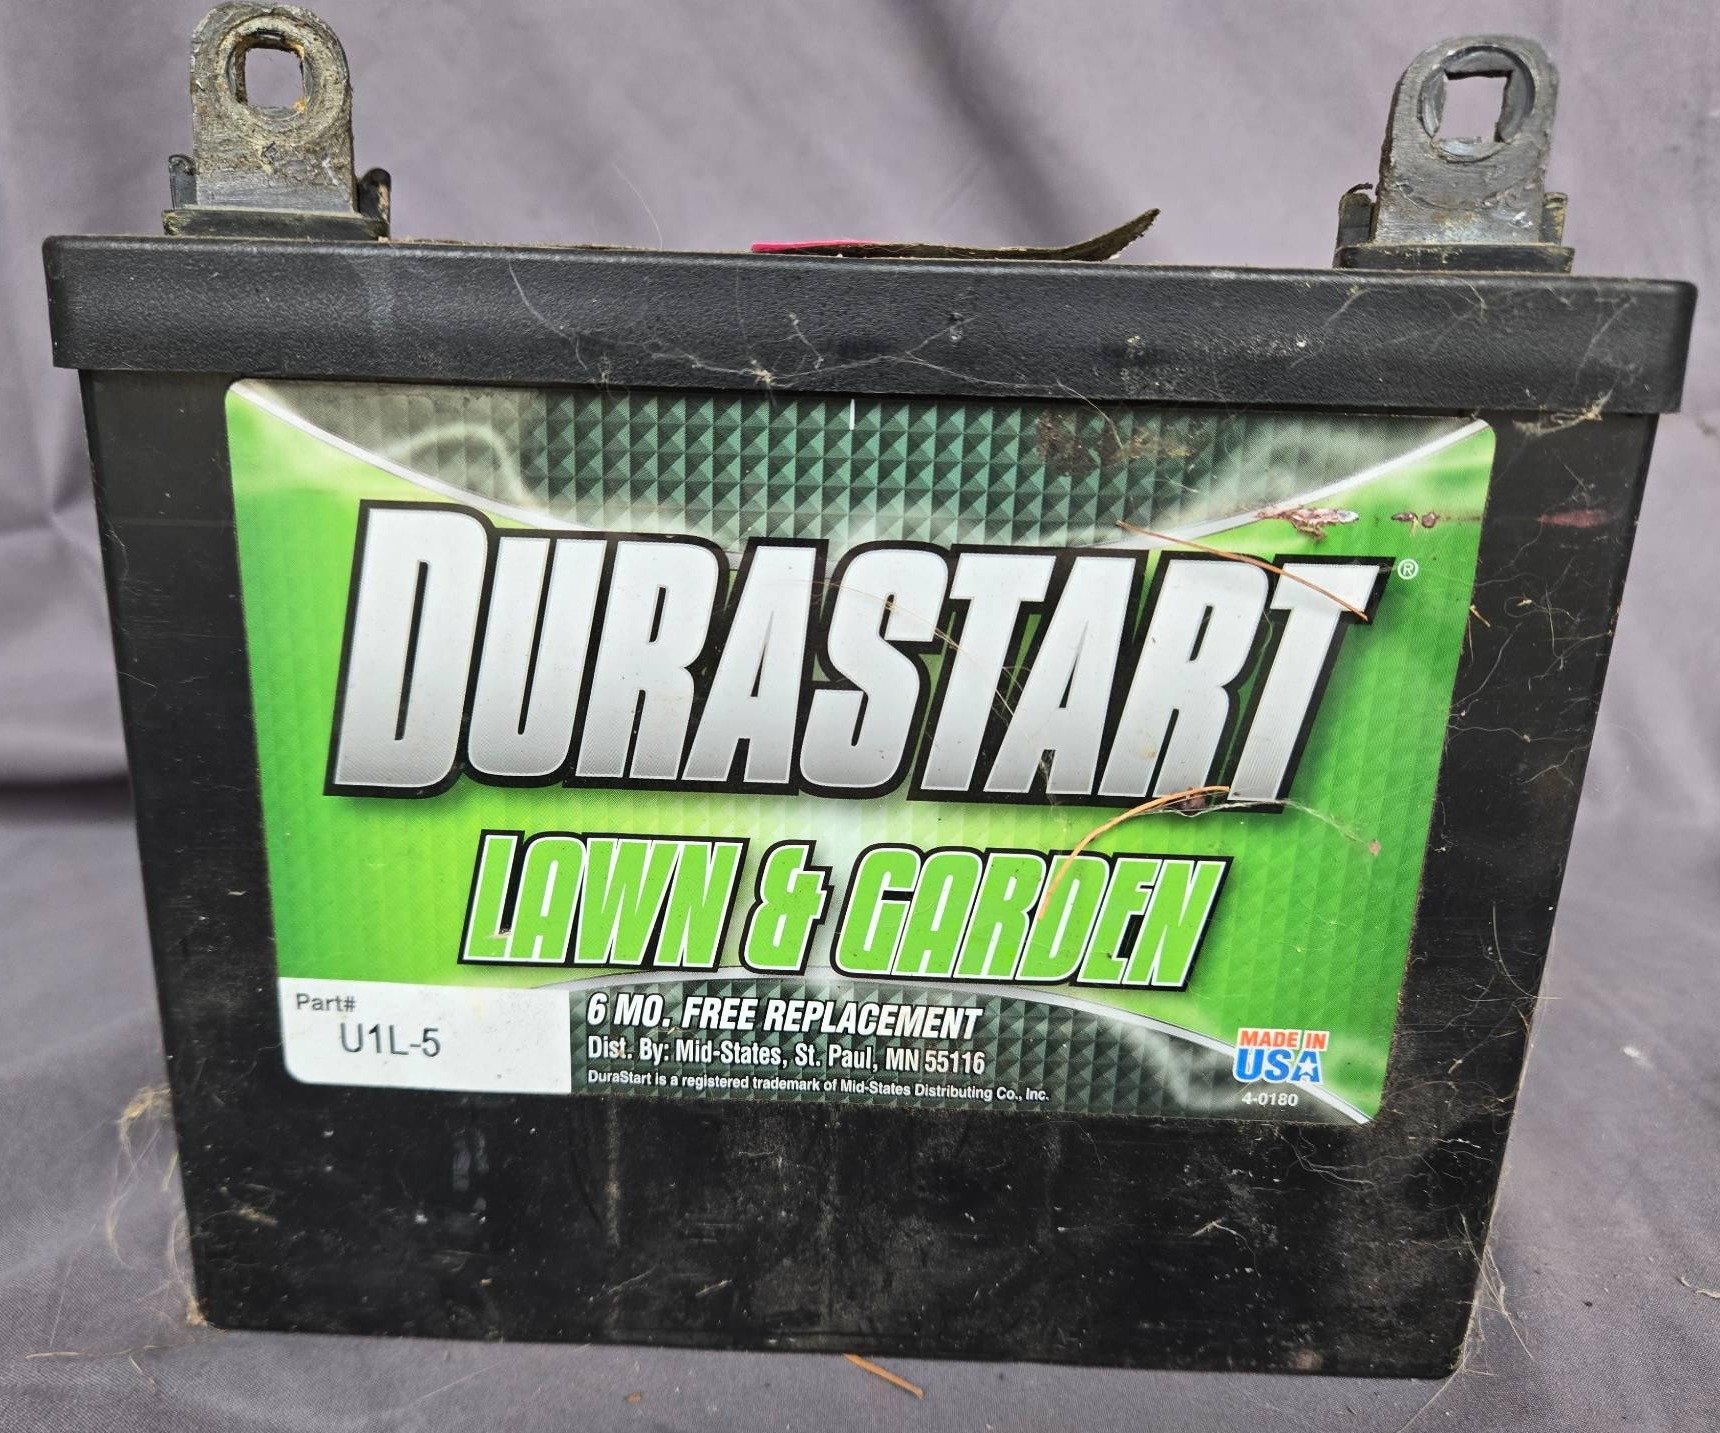 DURASTART®
LAWN & GARDEN
Part#
U1L-5
6 MO. FREE REPLACEMENT
Dist. By: Mid-States, St. Paul, MN 55116
DuraStart is a registered trademark of Mid-States Distributing Co., Inc.
MADE IN
USA
4-0180